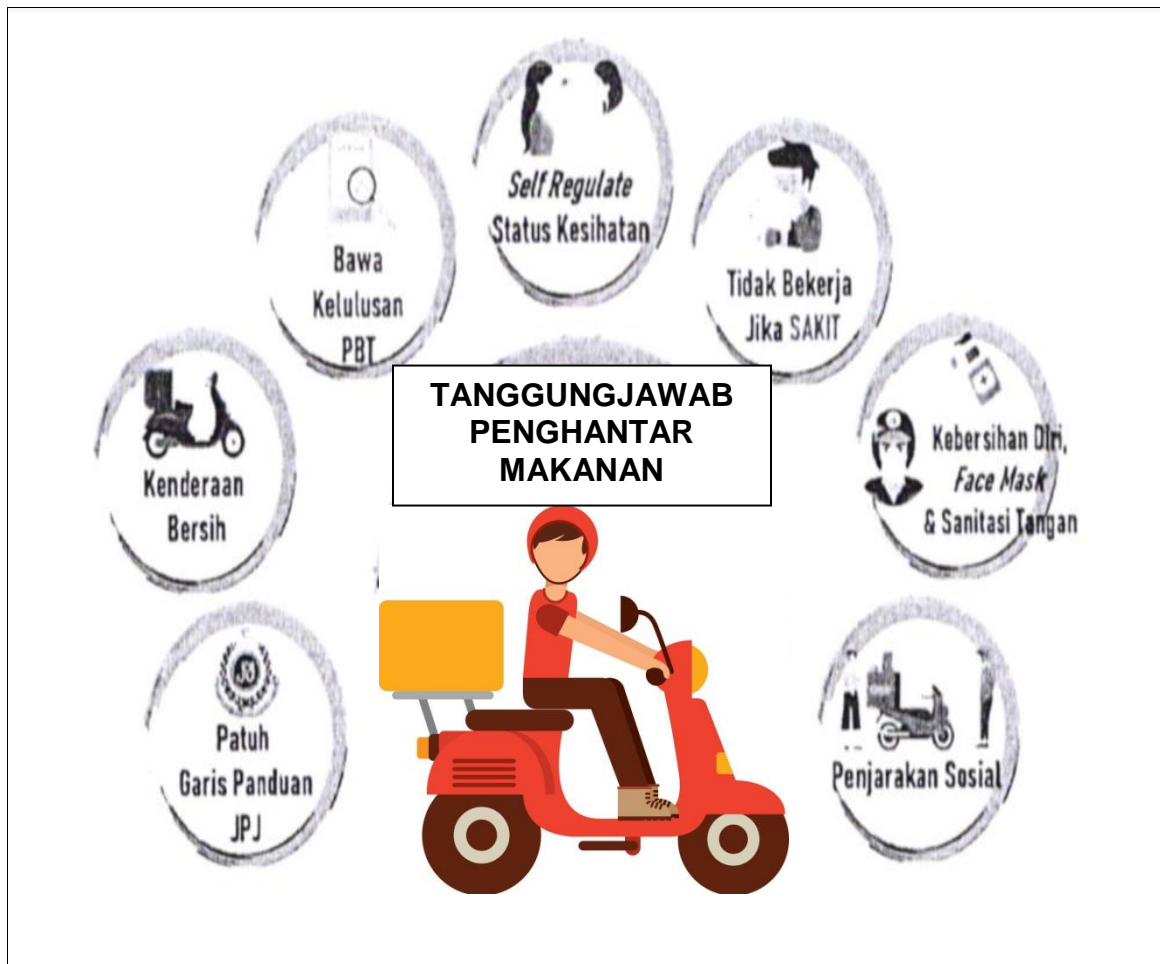 Self Regulate
Status Kesihatan
Bawa
Kelulusan
PBT
Tidak Bekerja
Jika SAKIT
TANGGUNGJAWAB
PENGHANTAR
MAKANAN
Kenderaan
Bersih
Kebersihan Diri,
Face Mask
& Sanitasi Tangan
Patuh
Garis Panduan
JPJ
Penjarakan Sosial